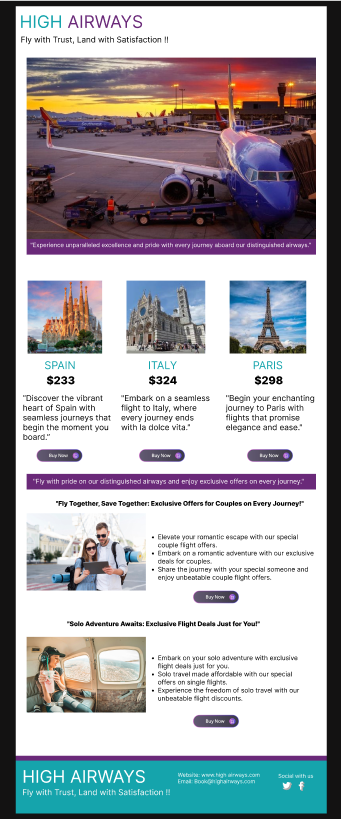 HIGH AIRWAYS
Fly with Trust, Land with Satisfaction !!
"Experience unparalleled excellence and pride with every journey aboard our distinguished airways."
SPAIN
$233
"Discover the vibrant
heart of Spain with
seamless journeys that
begin the moment you
board."
Buy Now
ITALY
$324
"Embark on a seamless
flight to Italy, where
every journey ends
with la dolce vita."
Buy Now
PARIS
$298
"Begin your enchanting
journey to Paris with
flights that promise
elegance and ease."
Buy Now
"Fly with pride on our distinguished airways and enjoy exclusive offers on every journey."
"Fly Together, Save Together: Exclusive Offers for Couples on Every Journey!"
• Elevate your romantic escape with our special
couple flight offers.
• Embark on a romantic adventure with our exclusive
deals for couples.
• Share the journey with your special someone and
enjoy unbeatable couple flight offers.
Buy Now
"Solo Adventure Awaits: Exclusive Flight Deals Just for You!"
• Embark on your solo adventure with exclusive
flight deals just for you.
• Solo travel made affordable with our special
offers on single flights.
• Experience the freedom of solo travel with our
unbeatable flight discounts.
Buy Now
HIGH AIRWAYS
Fly with Trust, Land with Satisfaction !!
Website: www.high airways.com
Email: Book@highairways.com
Social with us